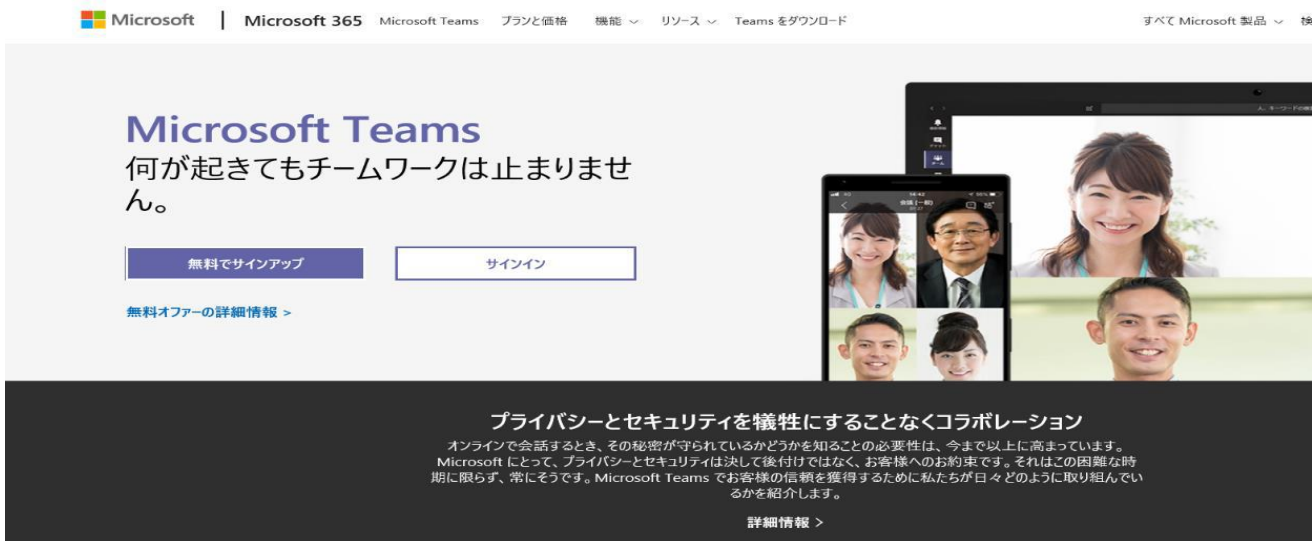 Microsoft | Microsoft 365 Microsoft Teams プランと価格 機能 リソース Teams をダウンロード すべて Microsoft 製品
Microsoft Teams
何が起きてもチームワークは止まりませ
ん。
無料でサインアップ サインイン
無料オファーの詳細情報 >
チーム
4G 14:42
会議 (一般)
プライバシーとセキュリティを犠牲にすることなくコラボレーション
オンラインで会話するとき、その秘密が守られているかどうかを知ることの必要性は、今まで以上に高まっています。
Microsoft にとって、プライバシーとセキュリティは決して後付けではなく、お客様へのお約束です。それはこの困難な時
期に限らず、常にそうです。Microsoft Teams でお客様の信頼を獲得するために私たちが日々どのように取り組んでい
るかを紹介します。
詳細情報 >